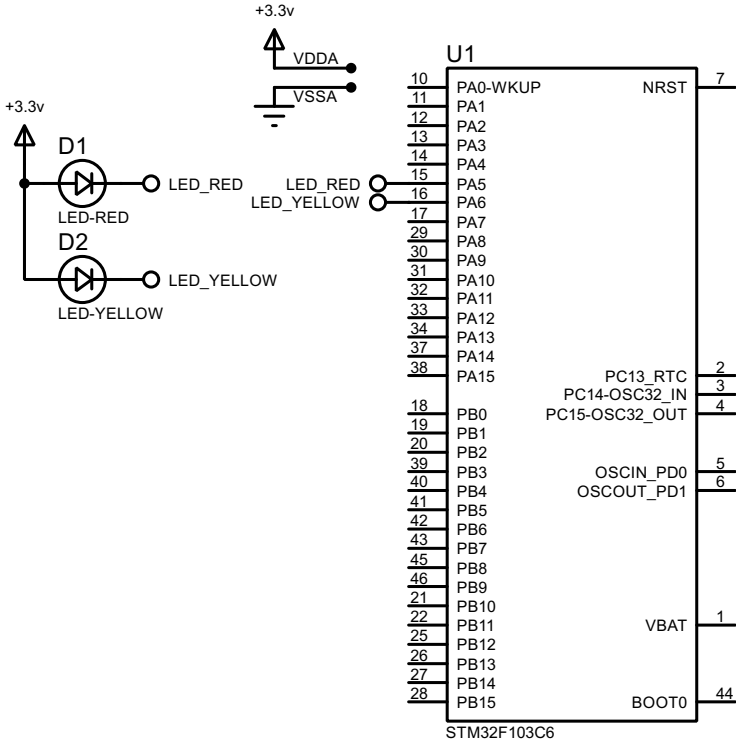 +3.3v
VDDA
VSSA
+3.3v
D1
LED_RED
LED-RED
D2
LED_YELLOW
LED-YELLOW
LED_RED
LED_YELLOW
U1
10 PA0-WKUP NRST 7
11 PA1
12 PA2
13 PA3
14 PA4
15 PA5
16 PA6
17 PA7
29 PA8
30 PA9
31 PA10
32 PA11
33 PA12
34 PA13
37 PA14
38 PA15 PC13_RTC 2
PC14-OSC32_IN 3
18 PB0 PC15-OSC32_OUT 4
19 PB1
20 PB2
39 PB3 OSCIN_PD0 5
40 PB4 OSCOUT_PD1 6
41 PB5
42 PB6
43 PB7
45 PB8
46 PB9
21 PB10
22 PB11 VBAT 1
25 PB12
26 PB13
27 PB14
28 PB15 BOOT0 44
STM32F103C6